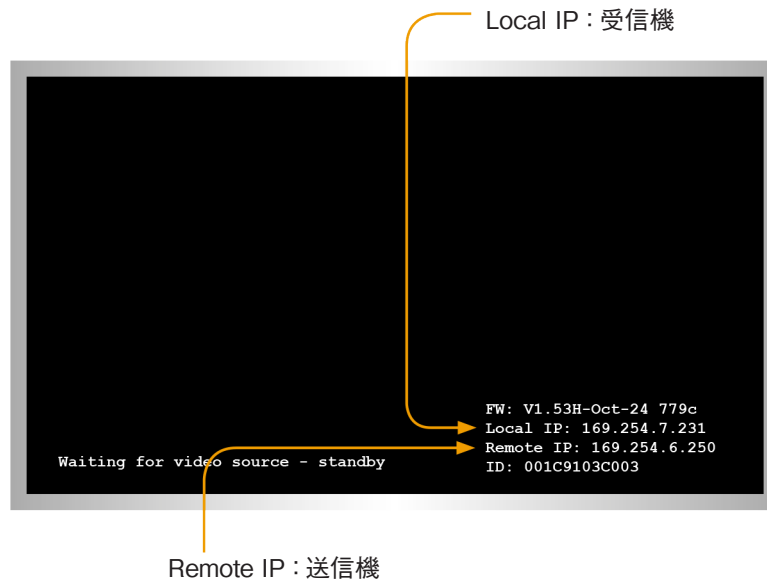 Local IP：受信機
FW: V1.53H-Oct-24 779c
Local IP: 169.254.7.231
Remote IP: 169.254.6.250
Waiting for video source - standby
ID: 001C9103C003
Remote IP：送信機